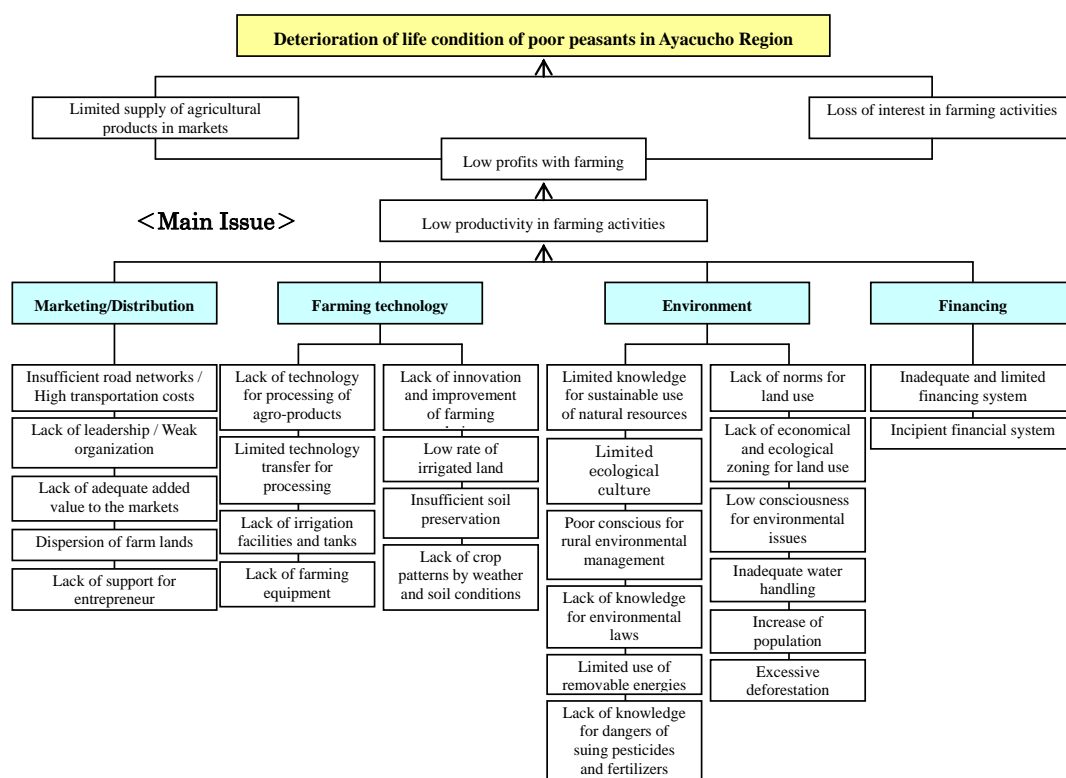 Deterioration of life condition of poor peasants in Ayacucho Region
Limited supply of agricultural
products in markets
Loss of interest in farming activities
Low profits with farming
<Main Issue>
Low productivity in farming activities
Marketing/Distribution
Farming technology
Environment
Financing
Insufficient road networks /
High transportation costs
Lack of leadership / Weak
organization
Lack of adequate added
value to the markets
Dispersion of farm lands
Lack of support for
entrepreneur
Lack of technology
for processing of
agro-products
Limited technology
transfer for
processing
Lack of irrigation
facilities and tanks
Lack of farming
equipment
Lack of innovation
and improvement
of farming
Low rate of
irrigated land
Insufficient soil
preservation
Lack of crop
patterns by weather
and soil conditions
Limited knowledge
for sustainable use
of natural resources
Limited
ecological
culture
Poor conscious for
rural environmental
management
Lack of knowledge
for environmental
laws
Limited use of
removable energies
Lack of knowledge
for dangers of
suing pesticides
and fertilizers
Lack of norms for
land use
Lack of economical
and ecological
zoning for land use
Low consciousness
for environmental
issues
Inadequate water
handling
Increase of
population
Excessive
deforestation
Inadequate and limited
financing system
Incipient financial system